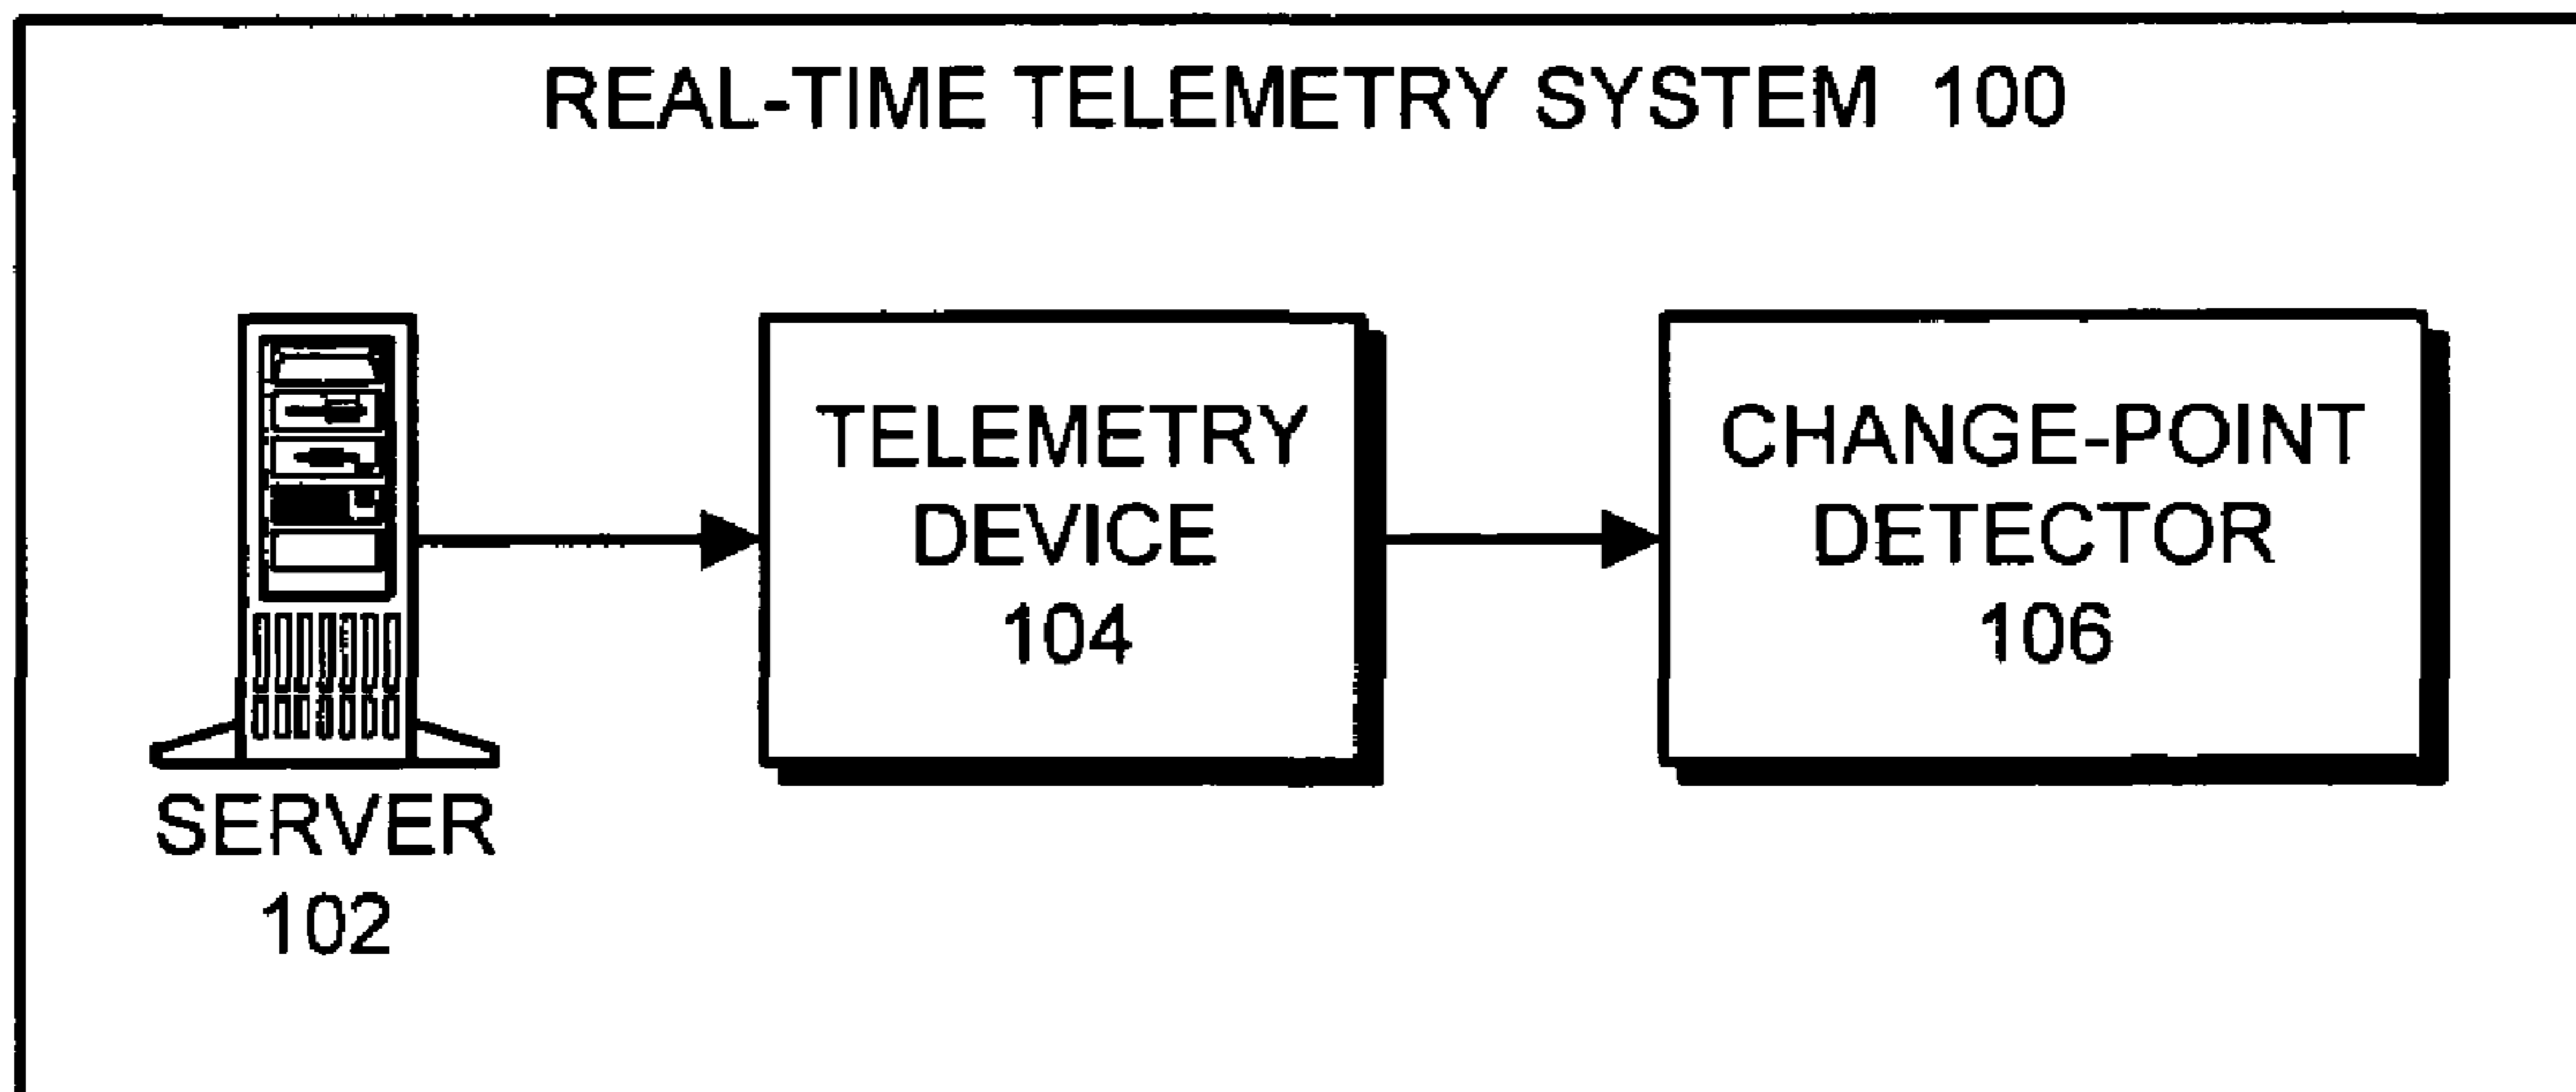 REAL-TIME TELEMETRY SYSTEM 100
TELEMETRY
DEVICE
104
CHANGE-POINT
DETECTOR
106
SERVER
102